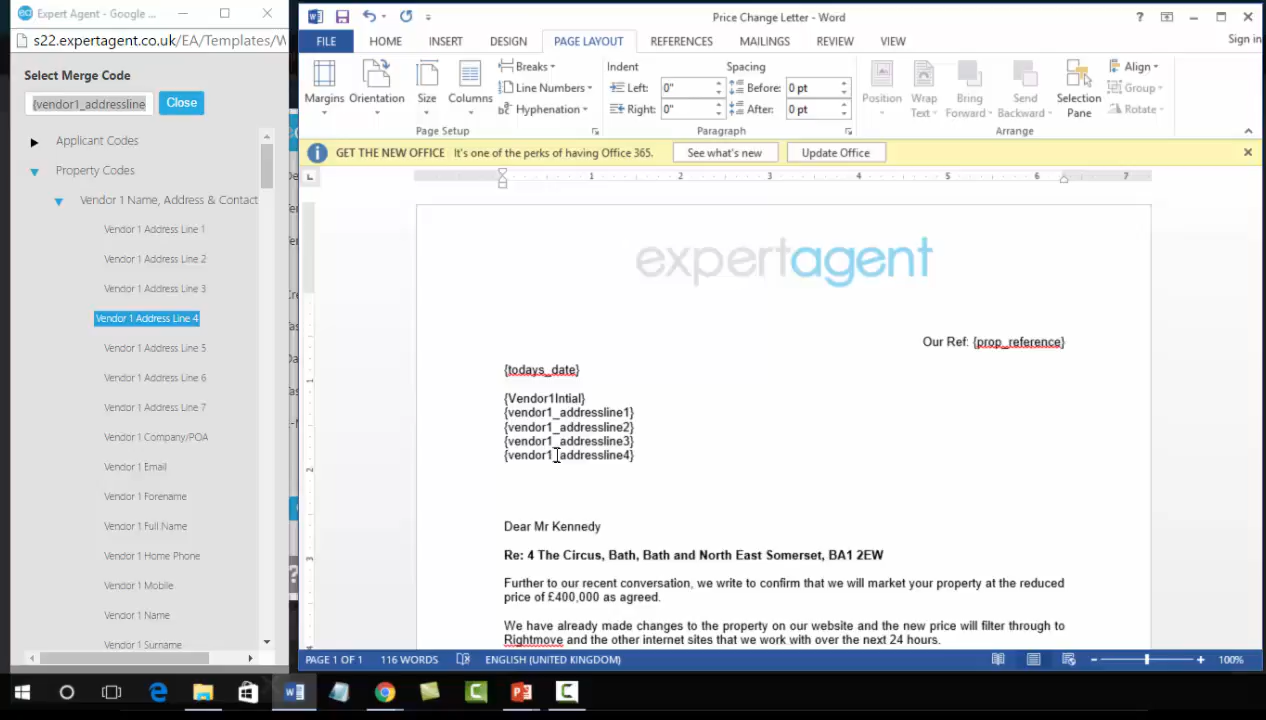 Expert Agent - Google ...
s22.expertagent.co.uk/EA/Templates/W
Select Merge Code
{vendor1_addressline
Close
Applicant Codes
Property Codes
Vendor 1 Name, Address & Contact
Vendor 1 Address Line 1
Vendor 1 Address Line 2
Vendor 1 Address Line 3
Vendor 1 Address Line 4
Vendor 1 Address Line 5
Vendor 1 Address Line 6
Vendor 1 Address Line 7
Vendor 1 Company/POA
Vendor 1 Email
Vendor 1 Forename
Vendor 1 Full Name
Vendor 1 Home Phone
Vendor 1 Mobile
Vendor 1 Name
Vendor 1 Surname
Price Change Letter - Word
FILE HOME INSERT DESIGN PAGE LAYOUT REFERENCES MAILINGS REVIEW VIEW Sign in
Margins Orientation Size Columns
Breaks
Line Numbers
Hyphenation
Page Setup
Indent Spacing
Left: 0" Before: 0 pt
Right: 0" After: 0 pt
Paragraph
Position Wrap Text Bring Forward Send Backward Selection Pane
Align
Group
Rotate
Arrange
GET THE NEW OFFICE It's one of the perks of having Office 365. See what's new Update Office
1 2 3 4 5 6 7
expertagent
Our Ref: {prop_reference}
{todays_date}
{Vendor1Intial}
{vendor1_addressline1}
{vendor1_addressline2}
{vendor1_addressline3}
{vendor1_addressline4}
Dear Mr Kennedy
Re: 4 The Circus, Bath, Bath and North East Somerset, BA1 2EW
Further to our recent conversation, we write to confirm that we will market your property at the reduced
price of £400,000 as agreed.
We have already made changes to the property on our website and the new price will filter through to
Rightmove and the other internet sites that we work with over the next 24 hours.
PAGE 1 OF 1 116 WORDS ENGLISH (UNITED KINGDOM) 100%